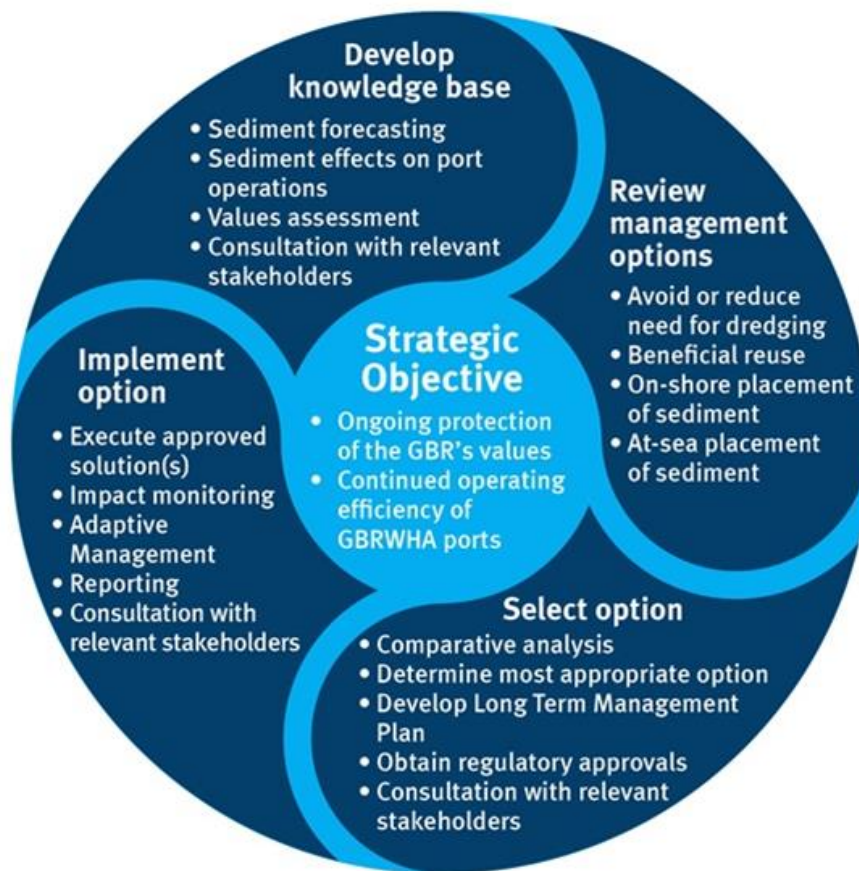 Develop
knowledge base
• Sediment forecasting
• Sediment effects on port
operations
• Values assessment
• Consultation with relevant
stakeholders
Review
management
options
• Avoid or reduce
need for dredging
• Beneficial reuse
• On-shore placement
of sediment
• At-sea placement
of sediment
Strategic
Objective
• Ongoing protection
of the GBR's values
• Continued operating
efficiency of
GBRWHA ports
Select option
• Comparative analysis
• Determine most appropriate option
• Develop Long Term Management
Plan
• Obtain regulatory approvals
• Consultation with relevant
stakeholders
Implement
option
• Execute approved
solution(s)
• Impact monitoring
• Adaptive
Management
• Reporting
• Consultation with
relevant stakeholders